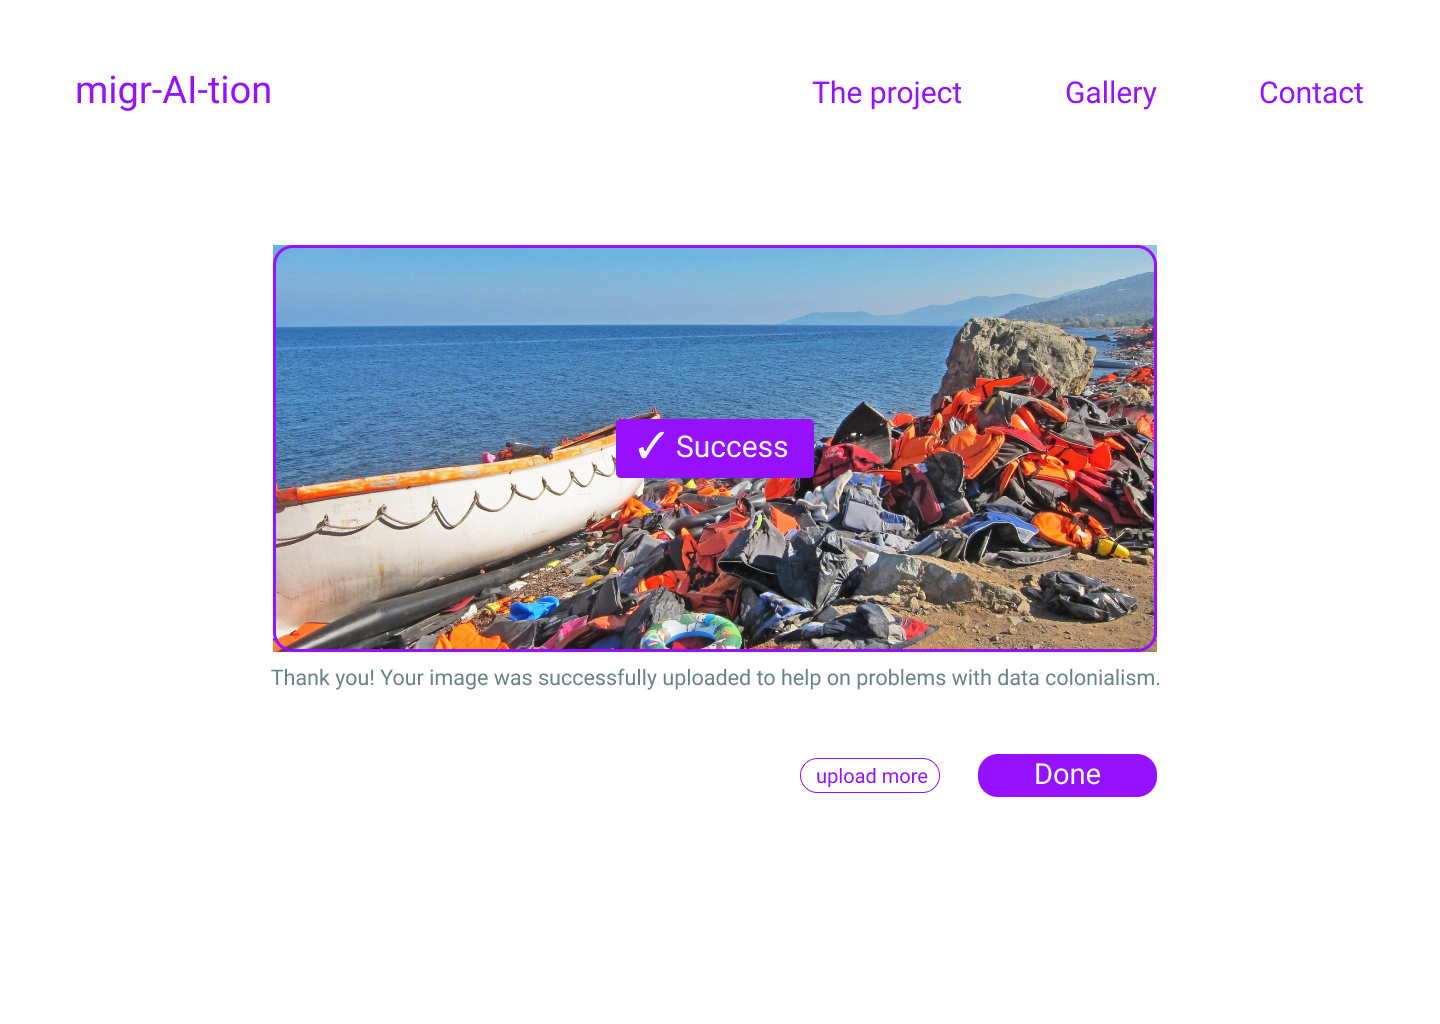 migr-AI-tion
The project
Gallery
Contact
✓ Success
Thank you! Your image was successfully uploaded to help on problems with data colonialism.
upload more
Done